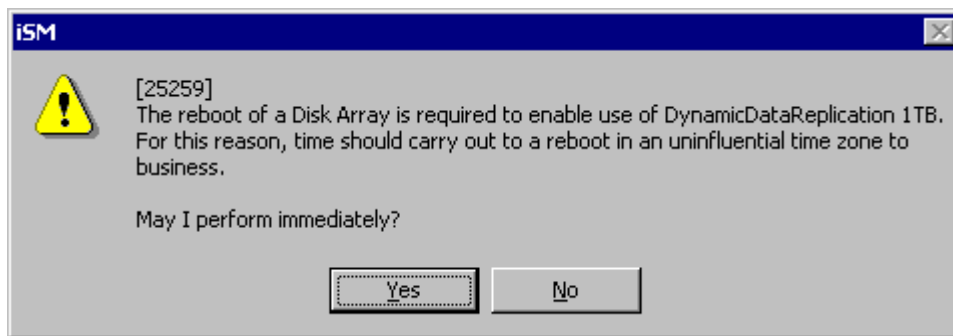 iSM
[25259]
The reboot of a Disk Array is required to enable use of DynamicDataReplication 1TB.
For this reason, time should carry out to a reboot in an uninfluential time zone to
business.
May I perform immediately?
Yes
No